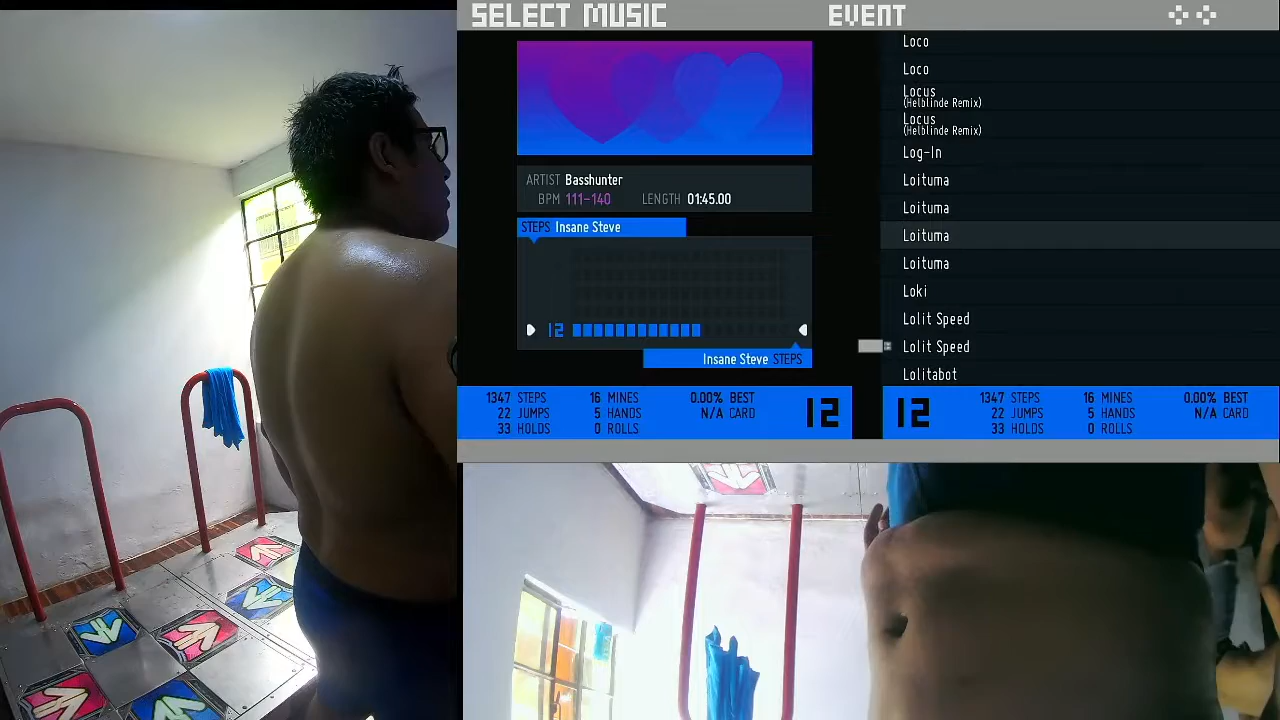 SELECT MUSIC
EVENT
ARTIST Basshunter
BPM 111-140 LENGTH 01:45.00
STEPS Insane Steve
12
Insane Steve STEPS
1347 STEPS 16 MINES 0.00% BEST
22 JUMPS 5 HANDS N/A CARD
33 HOLDS 0 ROLLS
12
Loco
Loco
Locus
(Helblinde Remix)
Locus
(Helblinde Remix)
Log-In
Loituma
Loituma
Loituma
Loituma
Loki
Lolit Speed
Lolit Speed
Lolitabot
12
1347 STEPS 16 MINES 0.00% BEST
22 JUMPS 5 HANDS N/A CARD
33 HOLDS 0 ROLLS